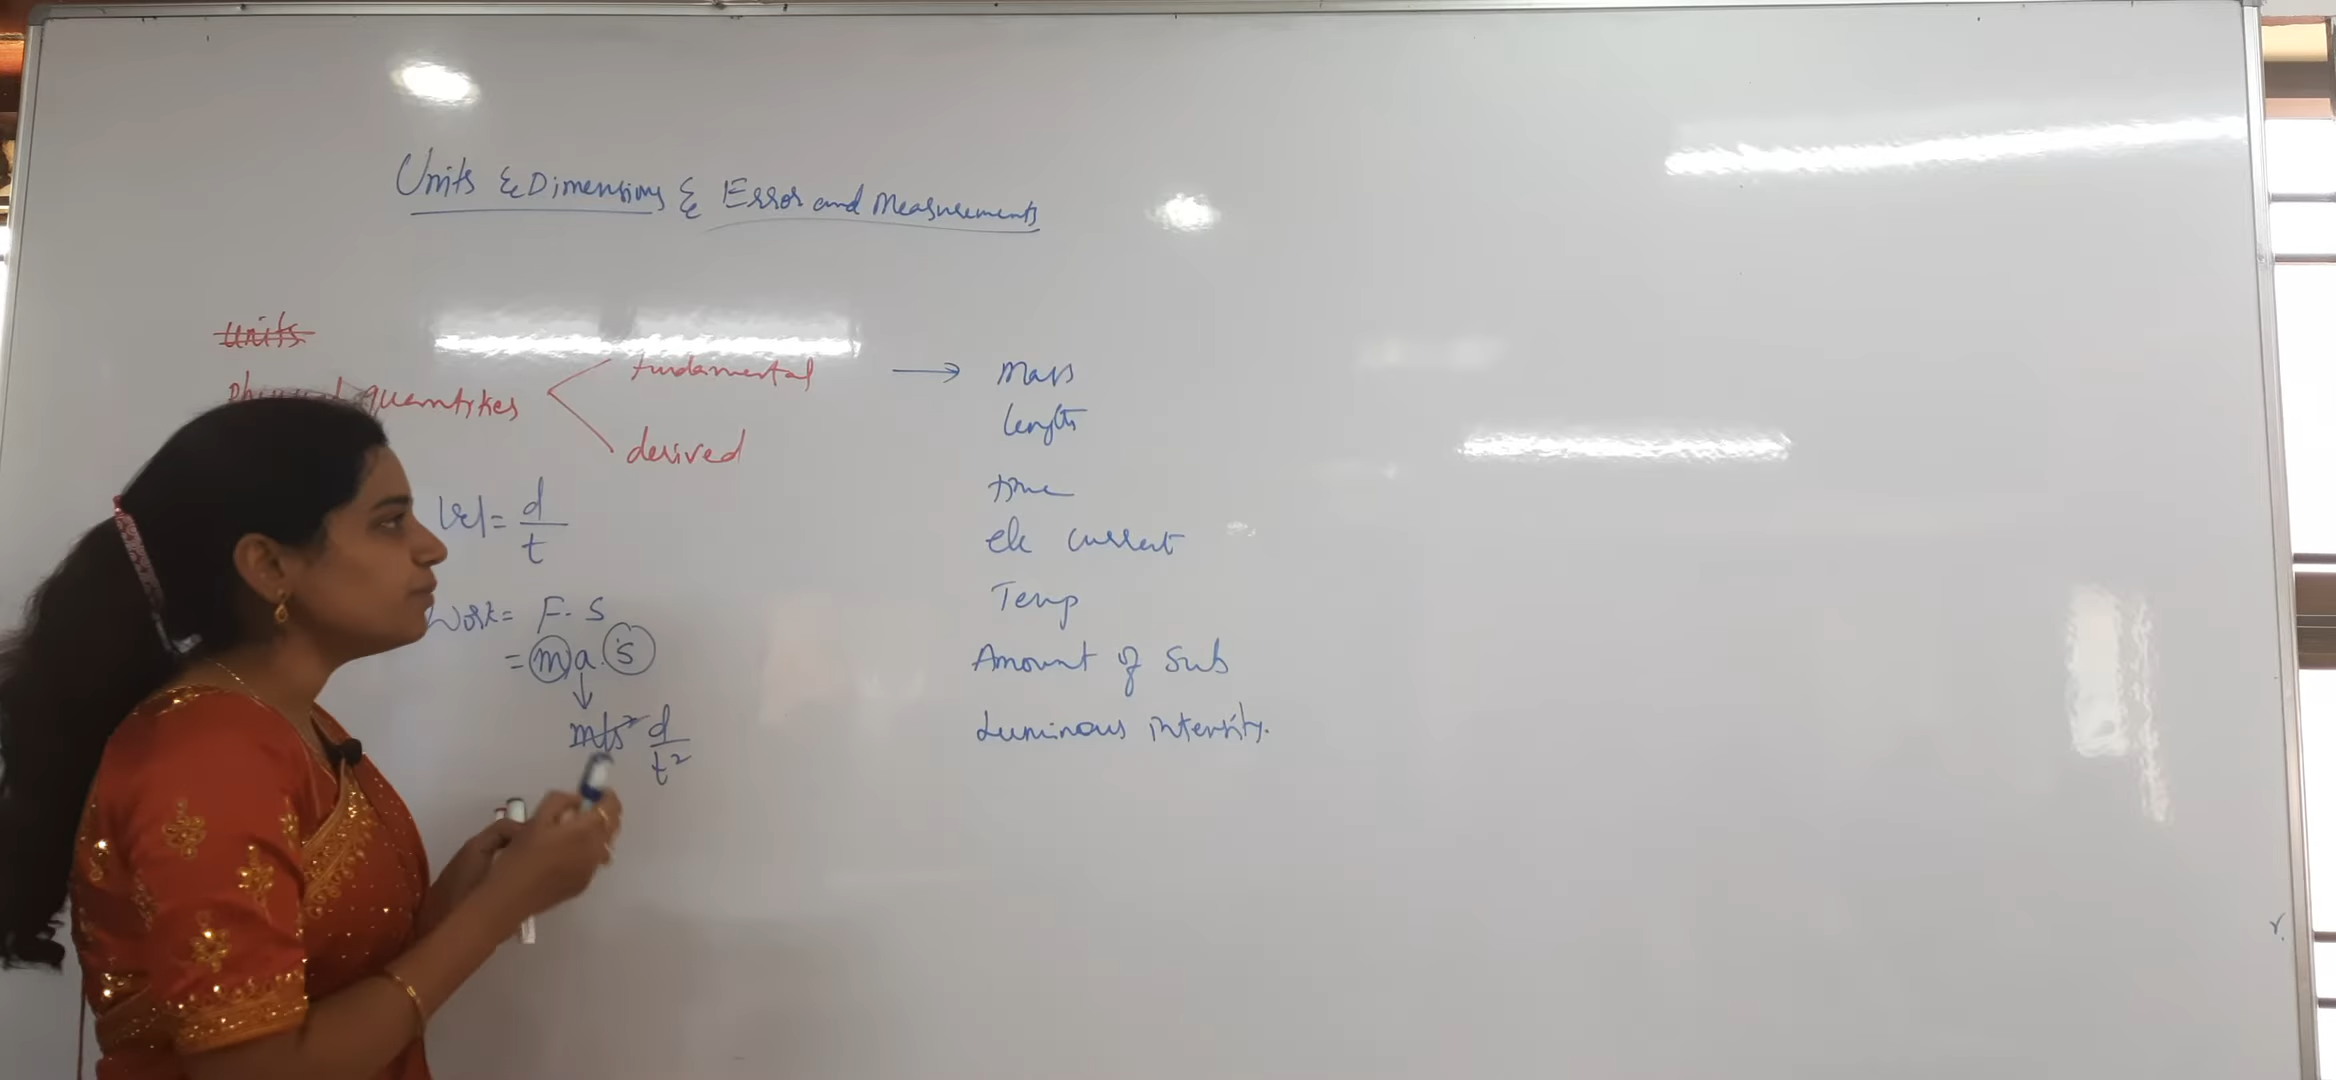 Units & Dimensions & Error and Measurements
Units
Physical quantities
fundamental
derived
Vel = d/t
Work = F. S
= m a . s
d/t²
→ mass
length
time
ele current
Temp
Amount of Sub
Luminous intensity.